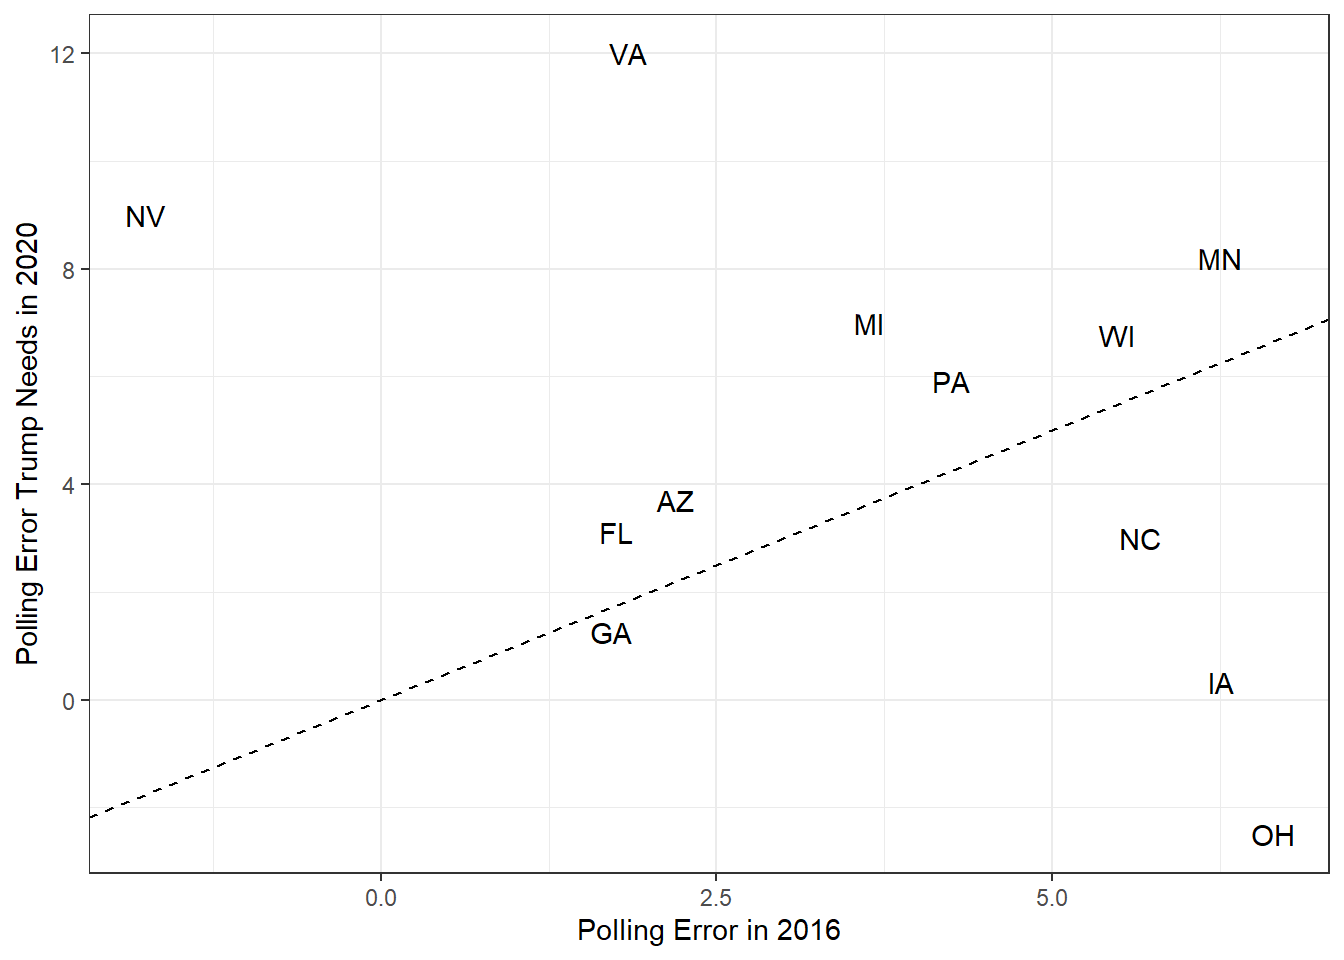 Polling Error Trump Needs in 2020
12
8
4
0
VA
NV
MN
MI
WI
PA
AZ
FL
NC
GA
IA
OH
0.0 2.5 5.0
Polling Error in 2016